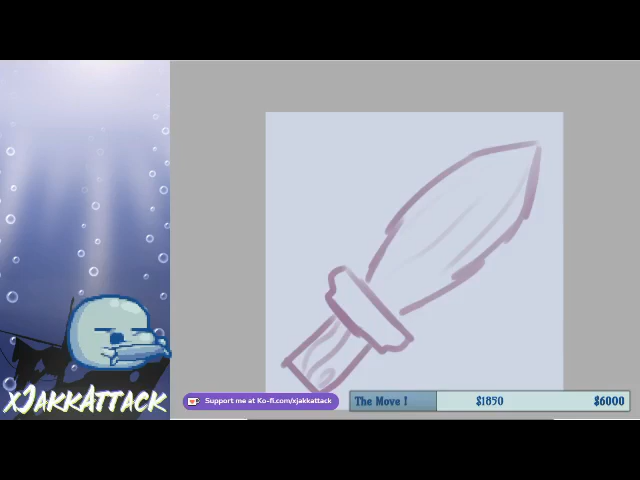 xJakkAttack
Support me at Ko-fi.com/xjakkattack
The Move ! $1850 $6000